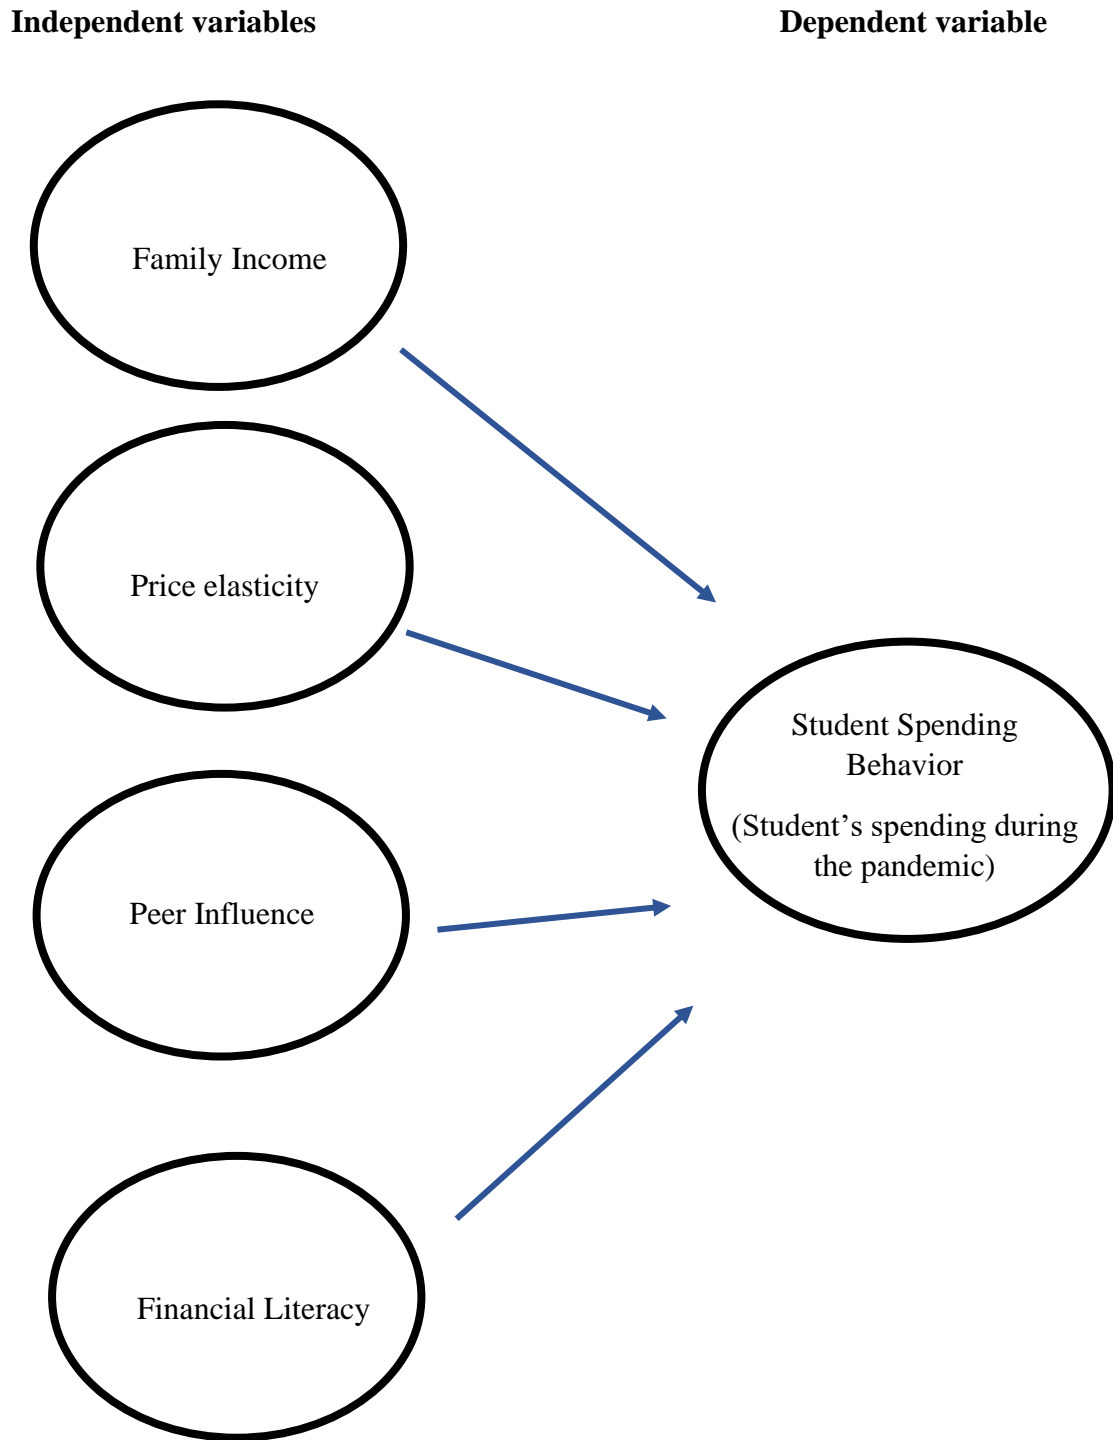 Independent variables
Dependent variable
Family Income
Price elasticity
Peer Influence
Financial Literacy
Student Spending
Behavior
(Student’s spending during
the pandemic)